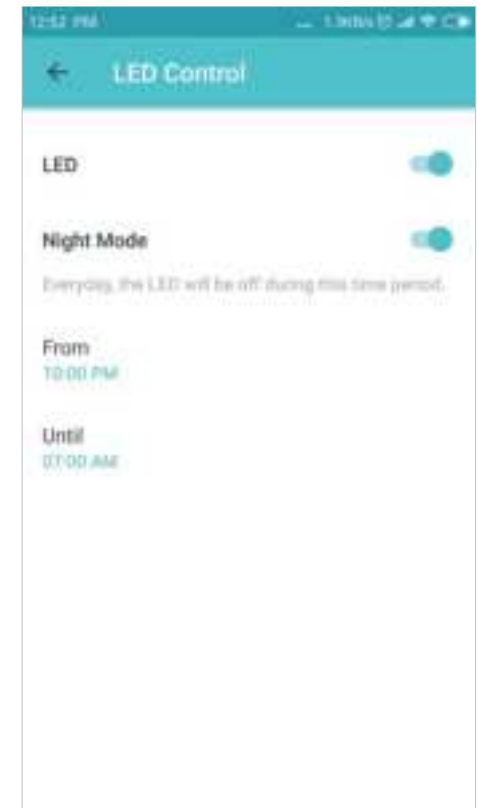 12:52 PM
LED Control
LED
Night Mode
Everyday, the LED will be off during this time period.
From
10:00 PM
Until
07:00 AM